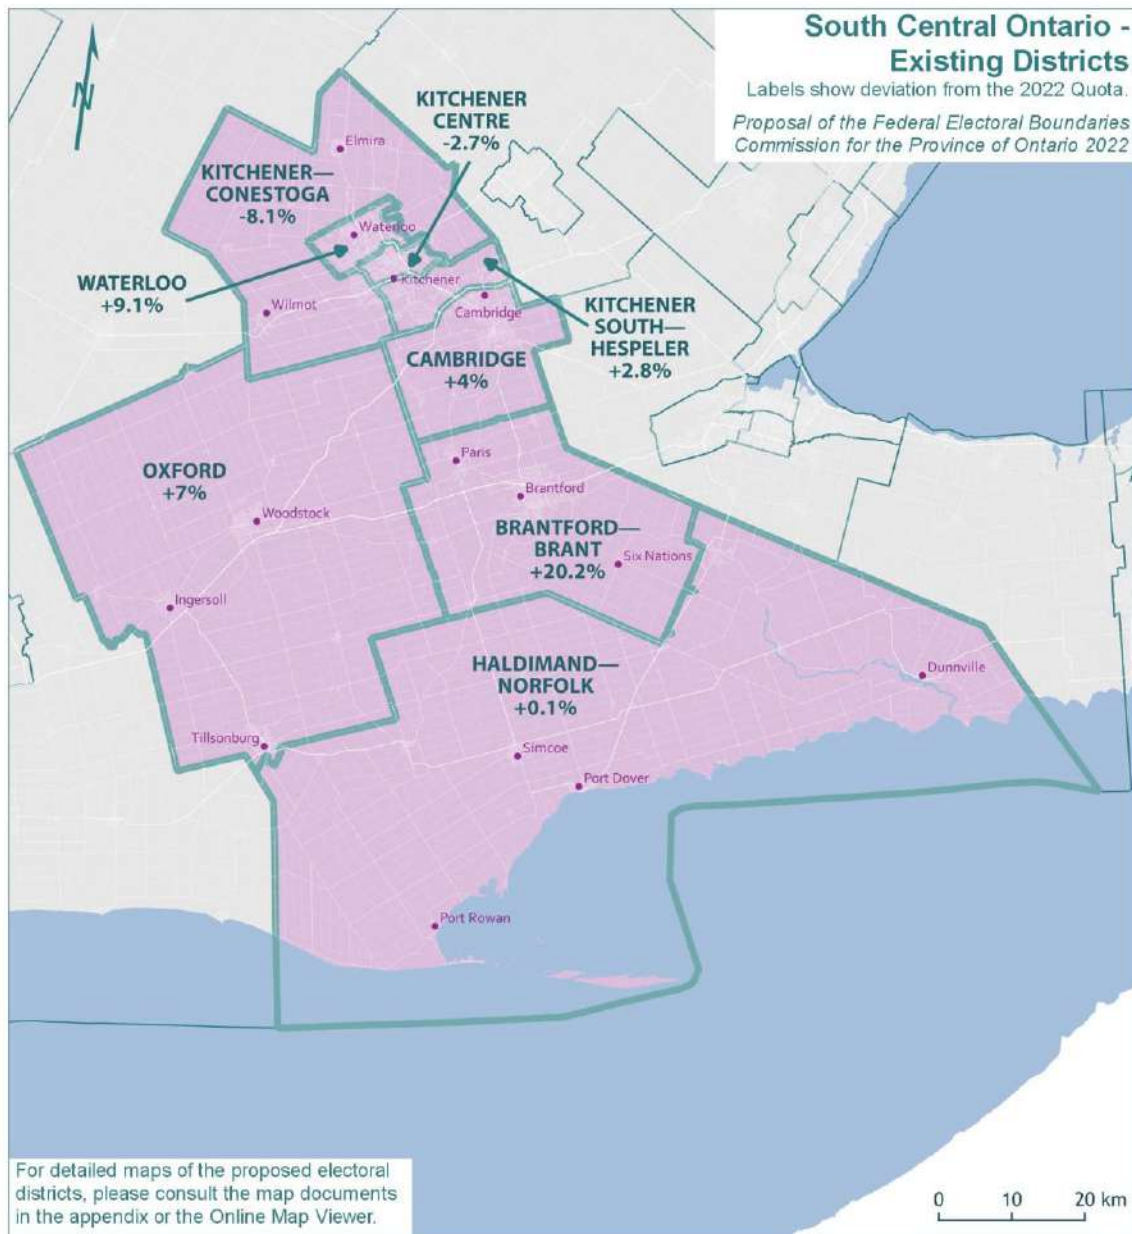 South Central Ontario -
Existing Districts
Labels show deviation from the 2022 Quota.
Proposal of the Federal Electoral Boundaries
Commission for the Province of Ontario 2022
N
KITCHENER
CENTRE
-2.7%
Elmira
KITCHENER—
CONESTOGA
-8.1%
Waterloo
WATERLOO
+9.1%
Kitchener
Wilmot
Cambridge
KITCHENER
SOUTH—
HESPELER
+2.8%
CAMBRIDGE
+4%
OXFORD
+7%
Paris
Brantford
Woodstock
BRANTFORD—
BRANT
+20.2%
Six Nations
Ingersoll
HALDIMAND—
NORFOLK
+0.1%
Dunnville
Tillsonburg
Simcoe
Port Dover
Port Rowan
For detailed maps of the proposed electoral
districts, please consult the map documents
in the appendix or the Online Map Viewer.
0 10 20 km